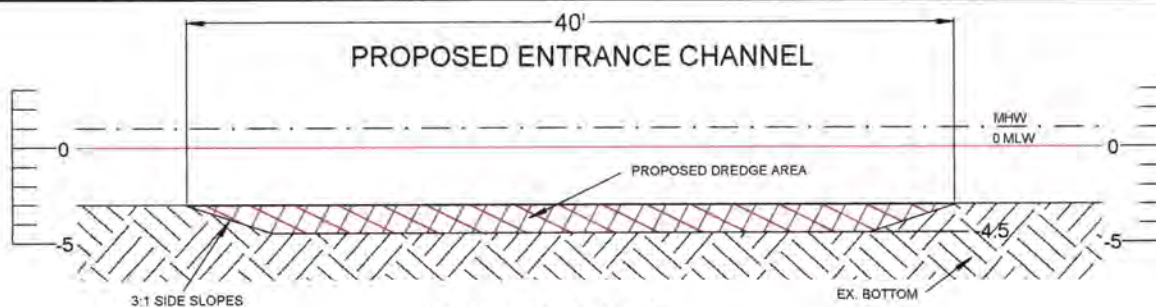 40'
PROPOSED ENTRANCE CHANNEL
MHW
0 MLW
0
0
PROPOSED DREDGE AREA
-4.5
-5
-5
3:1 SIDE SLOPES
EX. BOTTOM